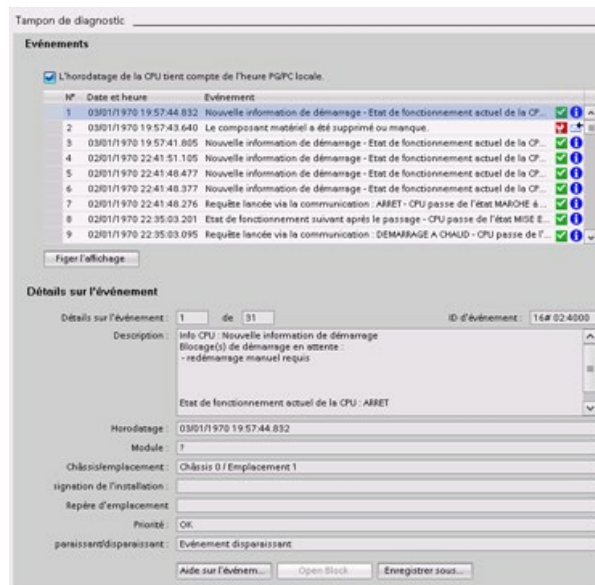 Tampon de diagnostic
Evénements
L'horodatage de la CPU tient compte de l'heure PG/PC locale.
N° Date et heure Evénement
1 03/01/1970 19:57:44.832 Nouvelle information de démarrage - Etat de fonctionnement actuel de la CP...
2 03/01/1970 19:57:43.640 Le composant matériel a été supprimé ou manque.
3 03/01/1970 19:57:41.805 Nouvelle information de démarrage - Etat de fonctionnement actuel de la CP...
4 02/01/1970 22:41:51.105 Nouvelle information de démarrage - Etat de fonctionnement actuel de la CP...
5 02/01/1970 22:41:48.477 Nouvelle information de démarrage - Etat de fonctionnement actuel de la CP...
6 02/01/1970 22:41:48.377 Nouvelle information de démarrage - Etat de fonctionnement actuel de la CP...
7 02/01/1970 22:41:48.276 Requête lancée via la communication : ARRET - CPU passe de l'état MARCHE à ...
8 02/01/1970 22:35:03.201 Etat de fonctionnement suivant après le passage - CPU passe de l'état MISE E...
9 02/01/1970 22:35:03.095 Requête lancée via la communication : DEMARRAGE A CHAUD - CPU passe de l'...
Figer l'affichage
Détails sur l'événement
Détails sur l'événement : 1 de 31 ID d'événement : 16# 02:4000
Description : Info CPU : Nouvelle information de démarrage
Blocage(s) de démarrage en attente :
- redémarrage manuel requis
Etat de fonctionnement actuel de la CPU : ARRET
Horodatage : 03/01/1970 19:57:44.832
Module : ?
Châssis/emplacement : Châssis 0 / Emplacement 1
signation de l'installation :
Repère d'emplacement
Priorité : OK
paraissant/disparaissant : Evénement disparaissant
Aide sur l'événem... Open Block Enregistrer sous...